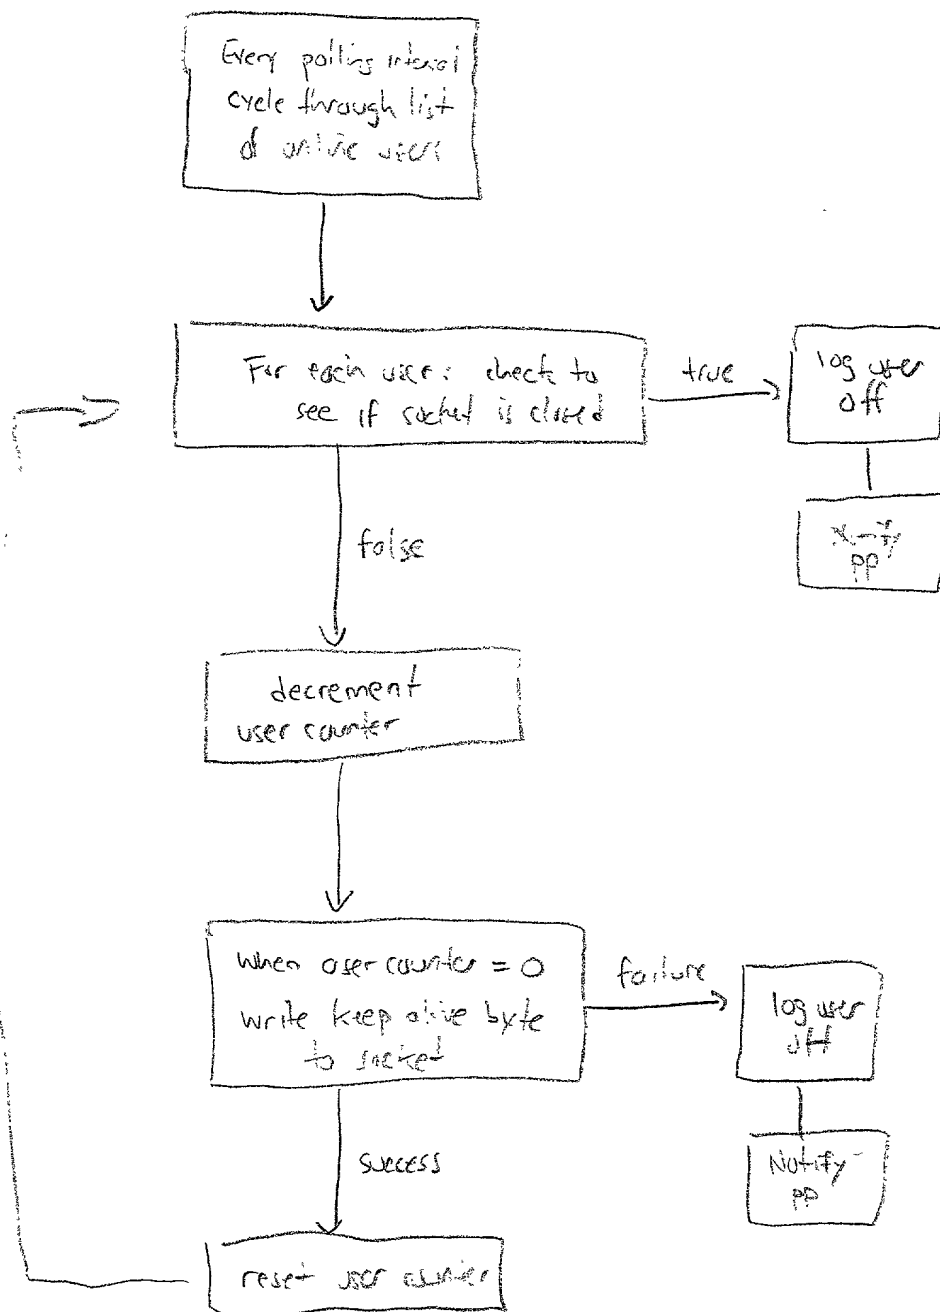 Every polling interval
cycle through list
of online users
For each user: check to
see if socket is closed
true
log user
off
pp
false
decrement
user counter
when user counter = 0
write keep alive byte
to socket
failure
log user
off
Notify
pp
success
reset user counter